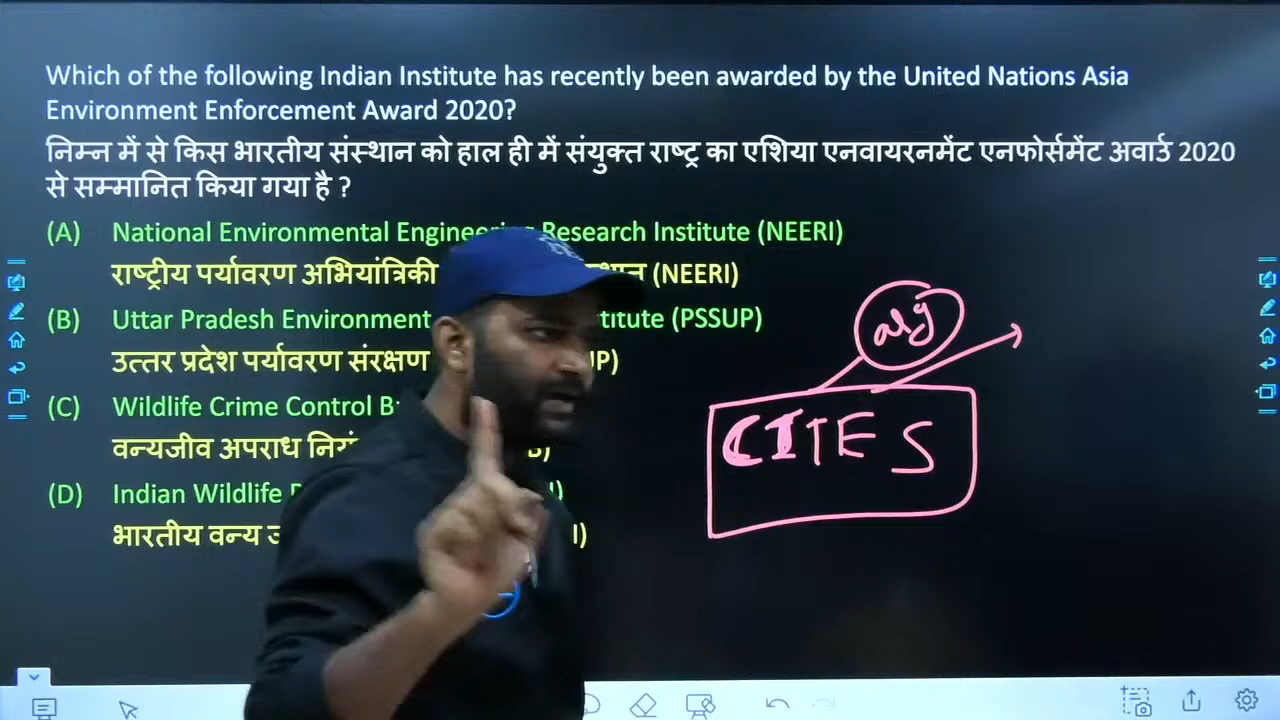 Which of the following Indian Institute has recently been awarded by the United Nations Asia
Environment Enforcement Award 2020?
निम्न में से किस भारतीय संस्थान को हाल ही में संयुक्त राष्ट्र का एशिया एनवायरनमेंट एनफोर्समेंट अवार्ड 2020
से सम्मानित किया गया है ?
(A) National Environmental Engineering Research Institute (NEERI)
राष्ट्रीय पर्यावरण अभियांत्रिकी (NEERI)
(B) Uttar Pradesh Environment (PSSUP)
उत्तर प्रदेश पर्यावरण संरक्षण
(C) Wildlife Crime Control
वन्यजीव अपराध
(D) Indian Wildlife
भारतीय वन्य
CITES